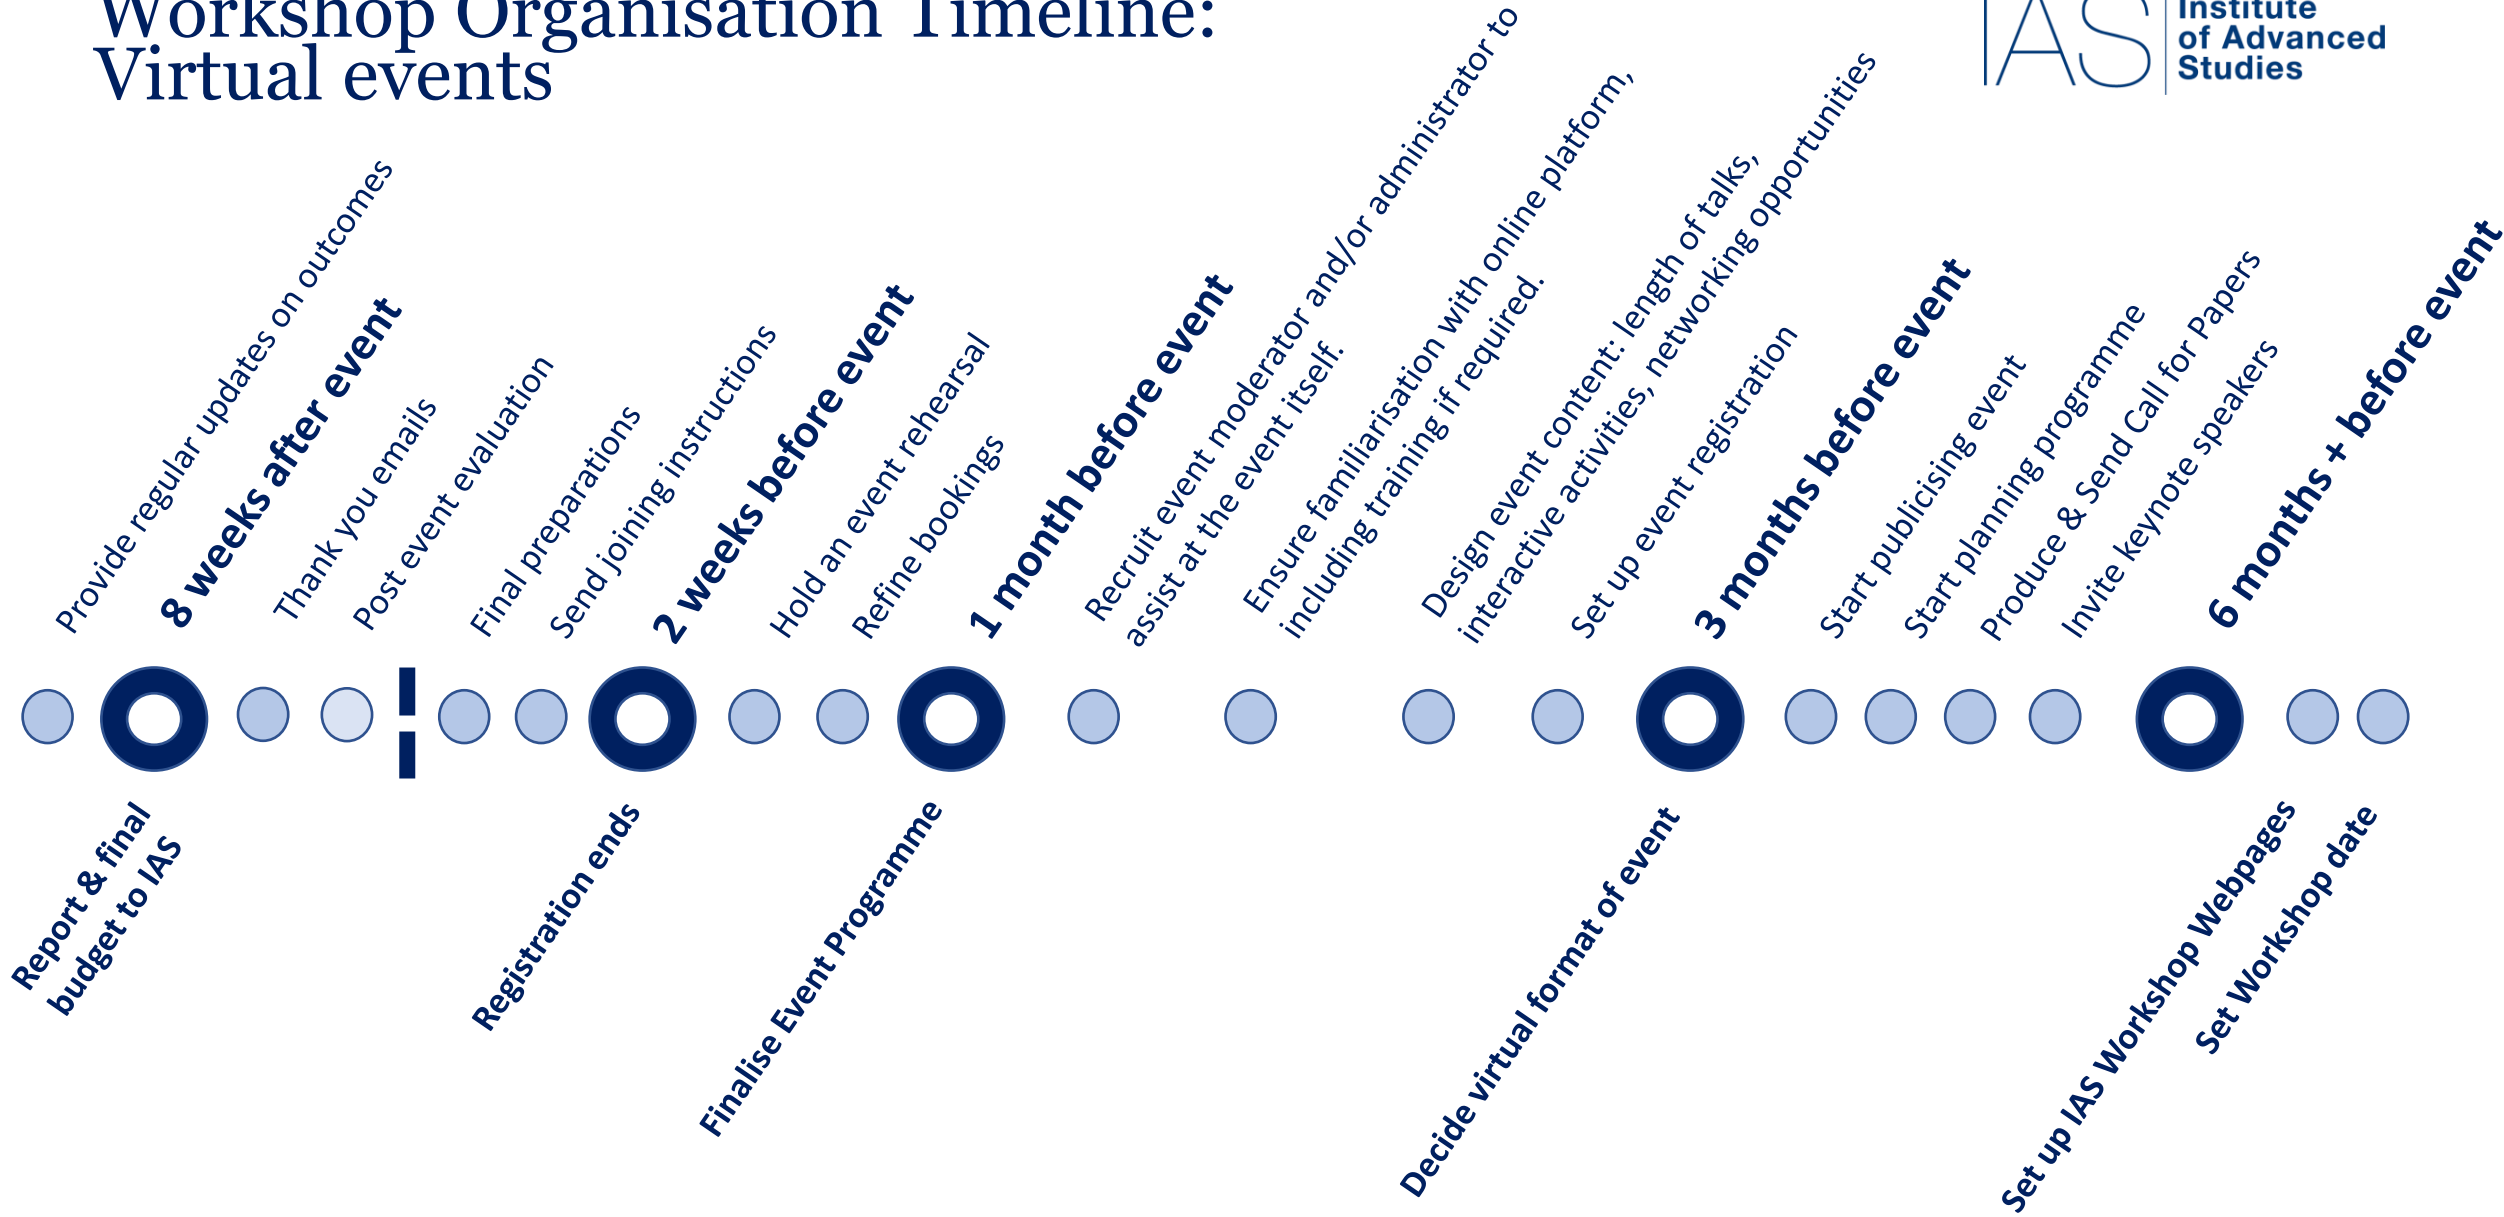 Workshop Organisation Timeline:
Virtual events
IAS
Institute
of Advanced
Studies
Provide regular updates on outcomes
8 weeks after event
Thank you emails
Post event evaluation
Final preparations
Send joining instructions
2 weeks before event
Hold an event rehearsal
Refine bookings
1 month before event
Recruit event moderator and/or administrator to
assist at the event itself.
Ensure familiarisation with online platform,
including training if required.
Design event content: length of talks,
interactive activities, networking opportunities
Set up event registration
3 months before event
Start publicising event
Start planning programme
Produce & Send Call for Papers
Invite keynote speakers
6 months + before event
Report & final
budget to IAS
Registration ends
Finalise Event Programme
Decide virtual format of event
Set up IAS Workshop Webpages
Set Workshop date